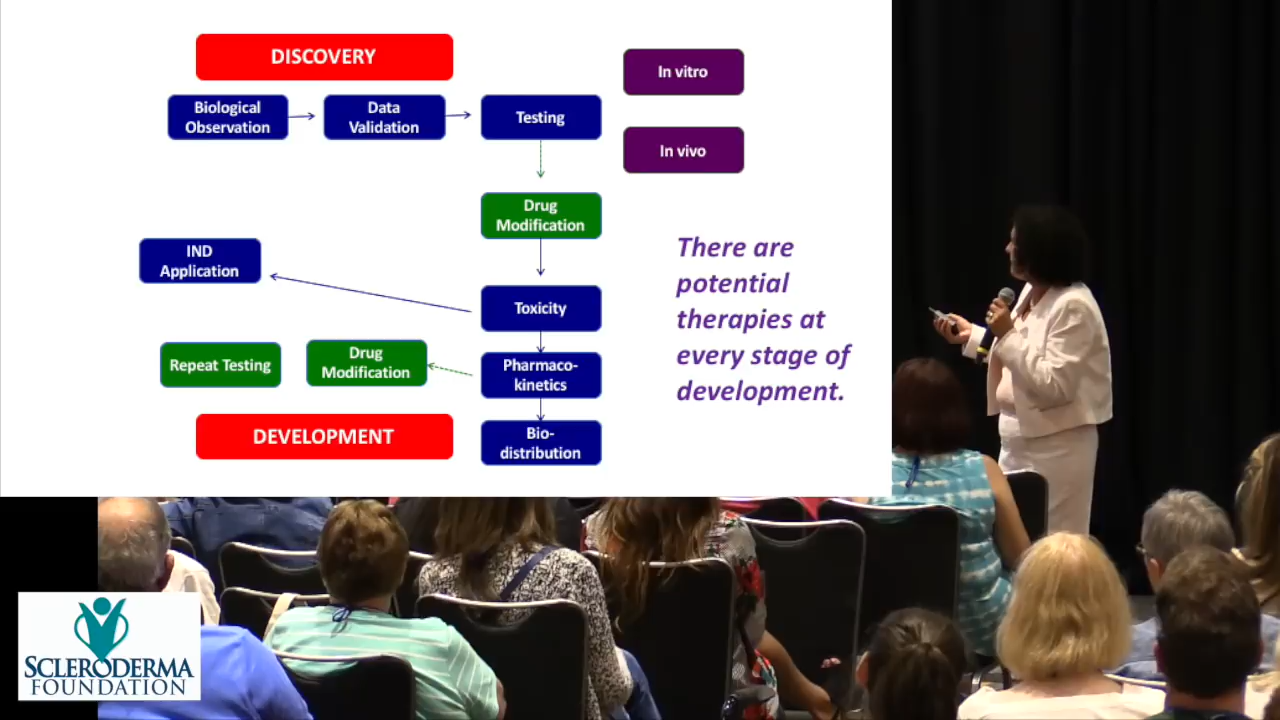 DISCOVERY
In vitro
Biological
Observation
Data
Validation
Testing
In vivo
Drug
Modification
IND
Application
There are
potential
therapies at
every stage of
development.
Toxicity
Repeat Testing
Drug
Modification
Pharmaco-
kinetics
DEVELOPMENT
Bio-
distribution
SCLERODERMA
FOUNDATION